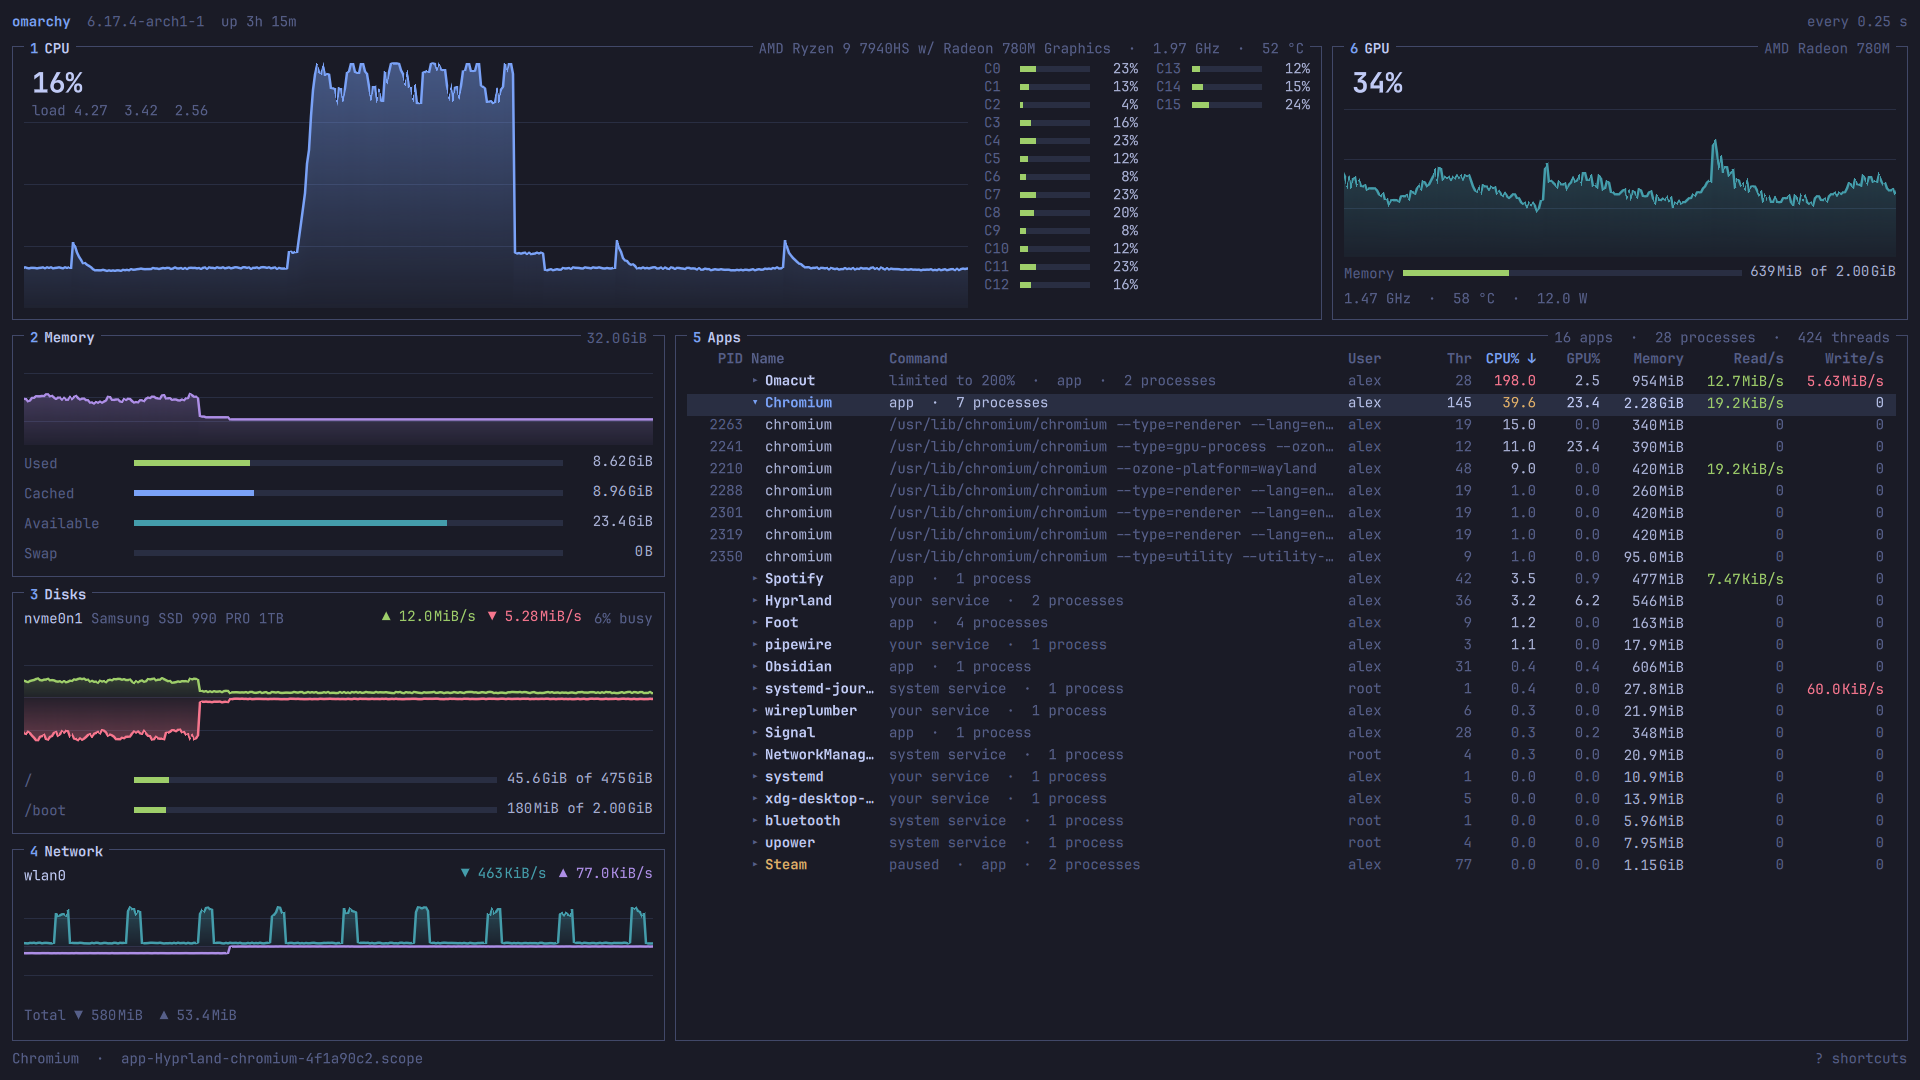 omarchy 6.17.4-arch1-1 up 3h 15m every 0.25 s
1 CPU AMD Ryzen 9 7940HS w/ Radeon 780M Graphics · 1.97 GHz · 52 °C
16%
load 4.27 3.42 2.56
C0 23% C13 12%
C1 13% C14 15%
C2 4% C15 24%
C3 16%
C4 23%
C5 12%
C6 8%
C7 23%
C8 20%
C9 8%
C10 12%
C11 23%
C12 16%
6 GPU AMD Radeon 780M
34%
Memory 639MiB of 2.00GiB
1.47 GHz · 58 °C · 12.0 W
2 Memory 32.0GiB
Used 8.62GiB
Cached 8.96GiB
Available 23.4GiB
Swap 0B
3 Disks
nvme0n1 Samsung SSD 990 PRO 1TB ▲ 12.0MiB/s ▼ 5.28MiB/s 6% busy
/ 45.6GiB of 475GiB
/boot 180MiB of 2.00GiB
4 Network
wlan0 ▼ 463KiB/s ▲ 77.0KiB/s
Total ▼ 580MiB ▲ 53.4MiB
5 Apps 16 apps · 28 processes · 424 threads
PID Name Command User Thr CPU% ↓ GPU% Memory Read/s Write/s
▸ Omacut limited to 200% · app · 2 processes alex 28 198.0 2.5 954MiB 12.7MiB/s 5.63MiB/s
▾ Chromium app · 7 processes alex 145 39.6 23.4 2.28GiB 19.2KiB/s 0
2263 chromium /usr/lib/chromium/chromium --type=renderer --lang=en… alex 19 15.0 0.0 340MiB 0 0
2241 chromium /usr/lib/chromium/chromium --type=gpu-process --ozon… alex 12 11.0 23.4 390MiB 0 0
2210 chromium /usr/lib/chromium/chromium --ozone-platform=wayland alex 48 9.0 0.0 420MiB 19.2KiB/s 0
2288 chromium /usr/lib/chromium/chromium --type=renderer --lang=en… alex 19 1.0 0.0 260MiB 0 0
2301 chromium /usr/lib/chromium/chromium --type=renderer --lang=en… alex 19 1.0 0.0 420MiB 0 0
2319 chromium /usr/lib/chromium/chromium --type=renderer --lang=en… alex 19 1.0 0.0 420MiB 0 0
2350 chromium /usr/lib/chromium/chromium --type=utility --utility-… alex 9 1.0 0.0 95.0MiB 0 0
▸ Spotify app · 1 process alex 42 3.5 0.9 477MiB 7.47KiB/s 0
▸ Hyprland your service · 2 processes alex 36 3.2 6.2 546MiB 0 0
▸ Foot app · 4 processes alex 9 1.2 0.0 163MiB 0 0
▸ pipewire your service · 1 process alex 3 1.1 0.0 17.9MiB 0 0
▸ Obsidian app · 1 process alex 31 0.4 0.4 606MiB 0 0
▸ systemd-jour… system service · 1 process root 1 0.4 0.0 27.8MiB 0 60.0KiB/s
▸ wireplumber your service · 1 process alex 6 0.3 0.0 21.9MiB 0 0
▸ Signal app · 1 process alex 28 0.3 0.2 348MiB 0 0
▸ NetworkManag… system service · 1 process root 4 0.3 0.0 20.9MiB 0 0
▸ systemd your service · 1 process alex 1 0.0 0.0 10.9MiB 0 0
▸ xdg-desktop-… your service · 1 process alex 5 0.0 0.0 13.9MiB 0 0
▸ bluetooth system service · 1 process root 1 0.0 0.0 5.96MiB 0 0
▸ upower system service · 1 process root 4 0.0 0.0 7.95MiB 0 0
▸ Steam paused · app · 2 processes alex 77 0.0 0.0 1.15GiB 0 0
Chromium · app-Hyprland-chromium-4f1a90c2.scope ? shortcuts